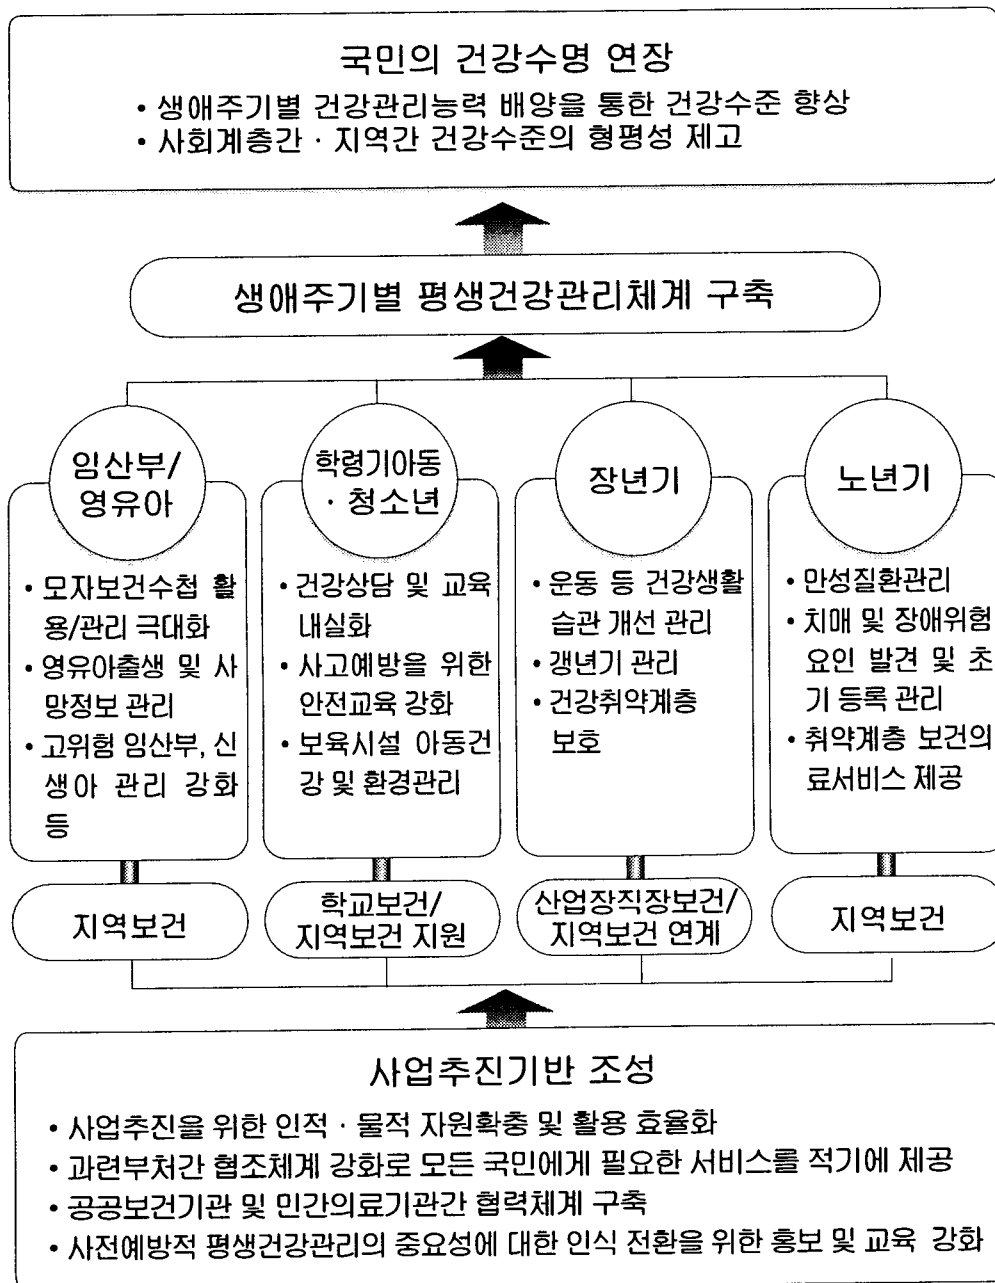 국민의 건강수명 연장
• 생애주기별 건강관리능력 배양을 통한 건강수준 향상
• 사회계층간 · 지역간 건강수준의 형평성 제고
생애주기별 평생건강관리체계 구축
임산부/
영유아
• 모자보건수첩 활
용/관리 극대화
• 영유아출생 및 사
망정보 관리
• 고위험 임산부, 신
생아 관리 강화
등
지역보건
학령기아동
· 청소년
• 건강상담 및 교육
내실화
• 사고예방을 위한
안전교육 강화
• 보육시설 아동건
강 및 환경관리
학교보건/
지역보건 지원
장년기
• 운동 등 건강생활
습관 개선 관리
• 갱년기 관리
• 건강취약계층
보호
산업장직장보건/
지역보건 연계
노년기
• 만성질환관리
• 치매 및 장애위험
요인 발견 및 초
기 등록 관리
• 취약계층 보건의
료서비스 제공
지역보건
사업추진기반 조성
• 사업추진을 위한 인적 · 물적 자원확충 및 활용 효율화
• 과련부처간 협조체계 강화로 모든 국민에게 필요한 서비스를 적기에 제공
• 공공보건기관 및 민간의료기관간 협력체계 구축
• 사전예방적 평생건강관리의 중요성에 대한 인식 전환을 위한 홍보 및 교육 강화